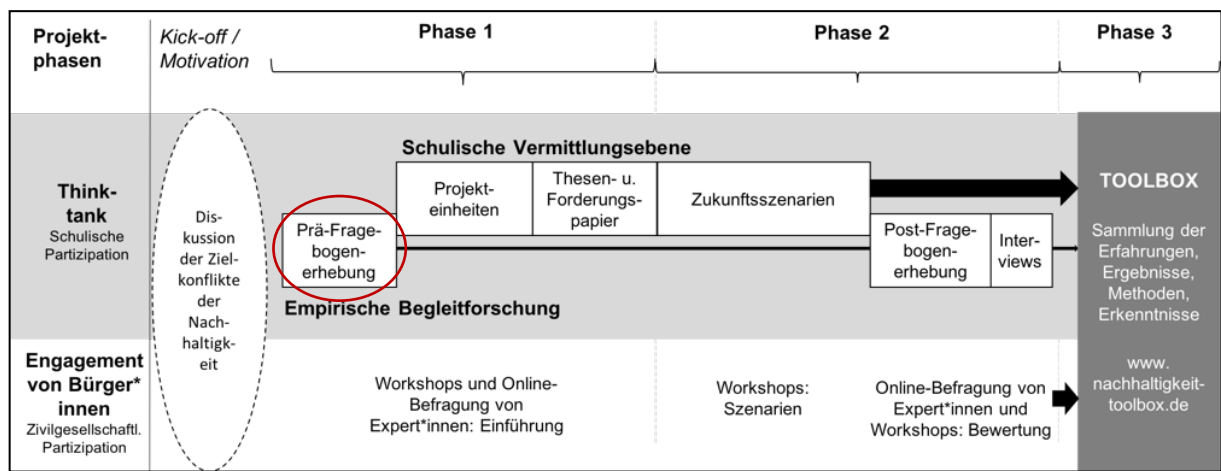 Projekt-
phasen
Kick-off /
Motivation
Phase 1
Phase 2
Phase 3
Think-
tank
Schulische
Partizipation
Dis-
kussion
der Ziel-
konflikte
der
Nach-
haltigk-
eit
Schulische Vermittlungsebene
Prä-Frage-
bogen-
erhebung
Projekt-
einheiten
Thesen- u.
Forderungs-
papier
Zukunftsszenarien
Post-Frage-
bogen-
erhebung
Inter-
views
Empirische Begleitforschung
TOOLBOX
Sammlung der
Erfahrungen,
Ergebnisse,
Methoden,
Erkenntnisse
www.
nachhaltigkeit-
toolbox.de
Engagement
von Bürger*
innen
Zivilgesellschaftl.
Partizipation
Workshops und Online-
Befragung von
Expert*innen: Einführung
Workshops:
Szenarien
Online-Befragung von
Expert*innen und
Workshops: Bewertung